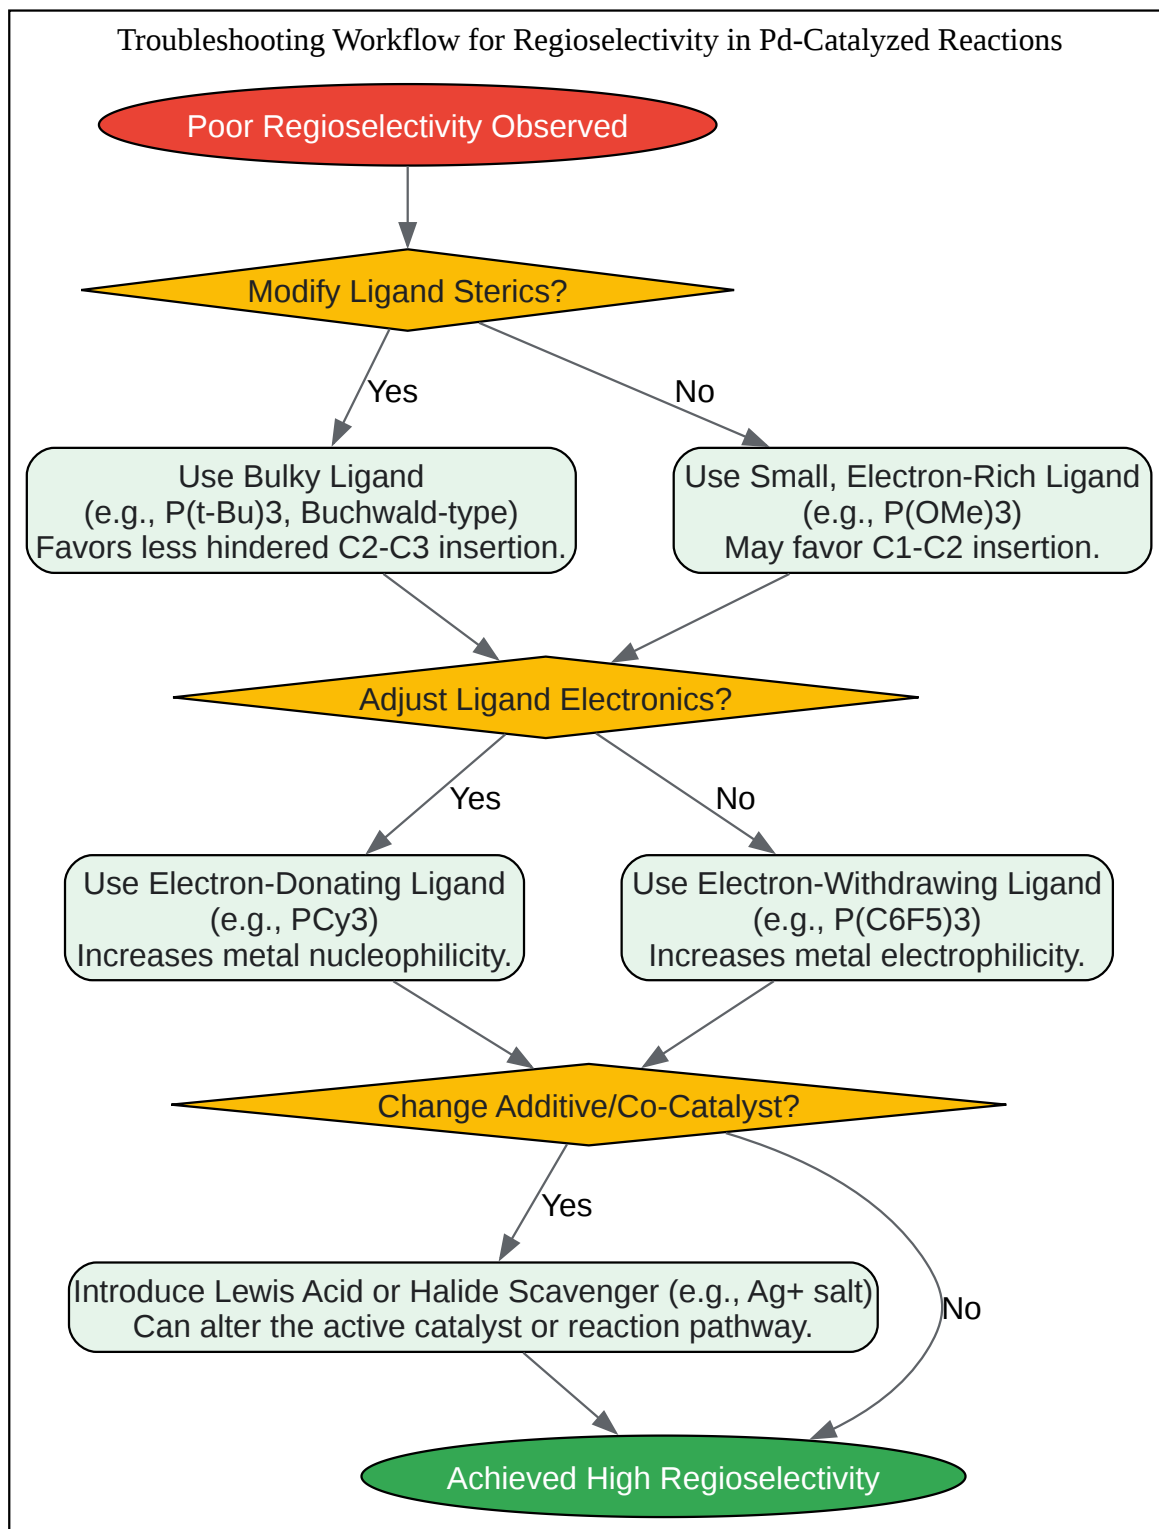 Troubleshooting Workflow for Regioselectivity in Pd-Catalyzed Reactions
Poor Regioselectivity Observed
Modify Ligand Sterics?
Yes
No
Use Bulky Ligand
(e.g., P(t-Bu)3, Buchwald-type)
Favors less hindered C2-C3 insertion.
Use Small, Electron-Rich Ligand
(e.g., P(OMe)3)
May favor C1-C2 insertion.
Adjust Ligand Electronics?
Yes
No
Use Electron-Donating Ligand
(e.g., PCy3)
Increases metal nucleophilicity.
Use Electron-Withdrawing Ligand
(e.g., P(C6F5)3)
Increases metal electrophilicity.
Change Additive/Co-Catalyst?
Yes
No
Introduce Lewis Acid or Halide Scavenger (e.g., Ag+ salt)
Can alter the active catalyst or reaction pathway.
Achieved High Regioselectivity